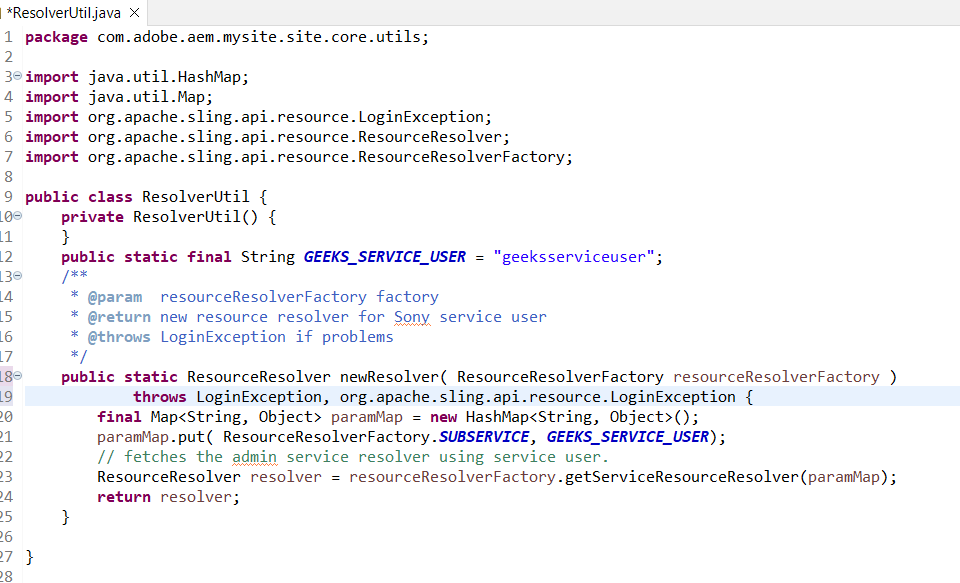 *ResolverUtil.java ×
1 package com.adobe.aem.mysite.site.core.utils;
2
3 import java.util.HashMap;
4 import java.util.Map;
5 import org.apache.sling.api.resource.LoginException;
6 import org.apache.sling.api.resource.ResourceResolver;
7 import org.apache.sling.api.resource.ResourceResolverFactory;
8
9 public class ResolverUtil {
10 private ResolverUtil() {
11 }
12 public static final String GEEKS_SERVICE_USER = "geeksserviceuser";
13 /**
14 * @param  resourceResolverFactory factory
15 * @return new resource resolver for Sony service user
16 * @throws LoginException if problems
17 */
18 public static ResourceResolver newResolver( ResourceResolverFactory resourceResolverFactory )
19 throws LoginException, org.apache.sling.api.resource.LoginException {
20 final Map<String, Object> paramMap = new HashMap<String, Object>();
21 paramMap.put( ResourceResolverFactory.SUBSERVICE, GEEKS_SERVICE_USER);
22 // fetches the admin service resolver using service user.
23 ResourceResolver resolver = resourceResolverFactory.getServiceResourceResolver(paramMap);
24 return resolver;
25 }
26
27 }
28